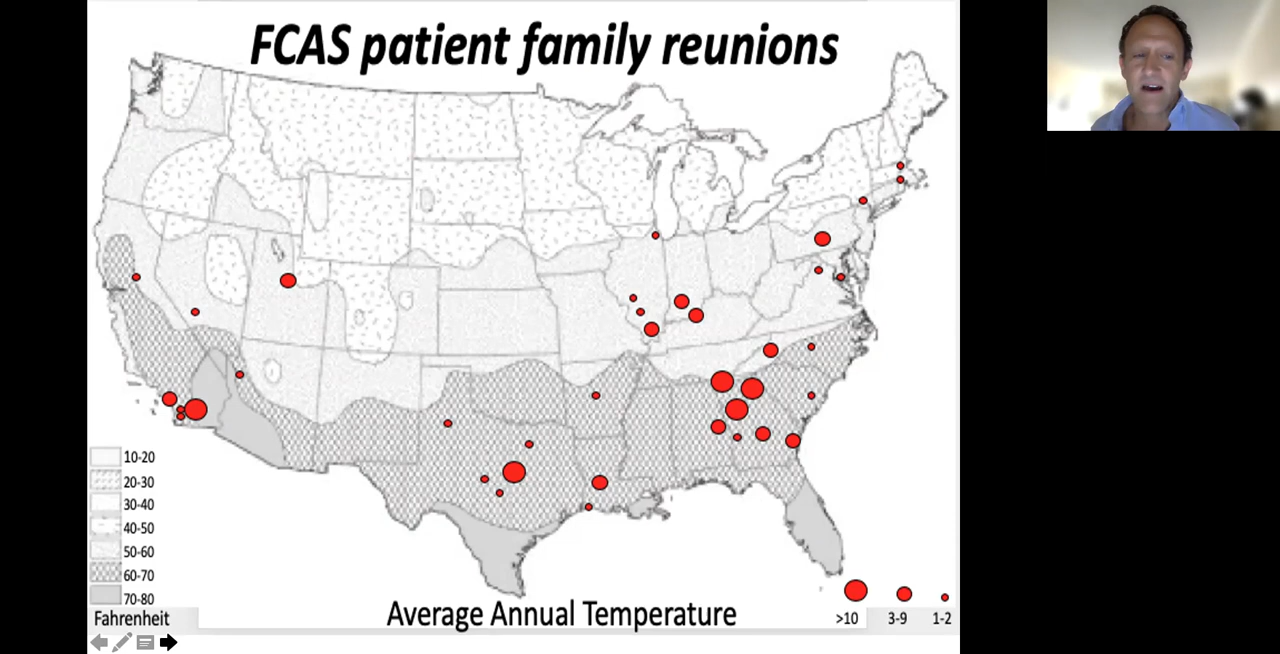 FCAS patient family reunions
10-20
20-30
30-40
40-50
50-60
60-70
70-80
Fahrenheit
Average Annual Temperature
>10 3-9 1-2